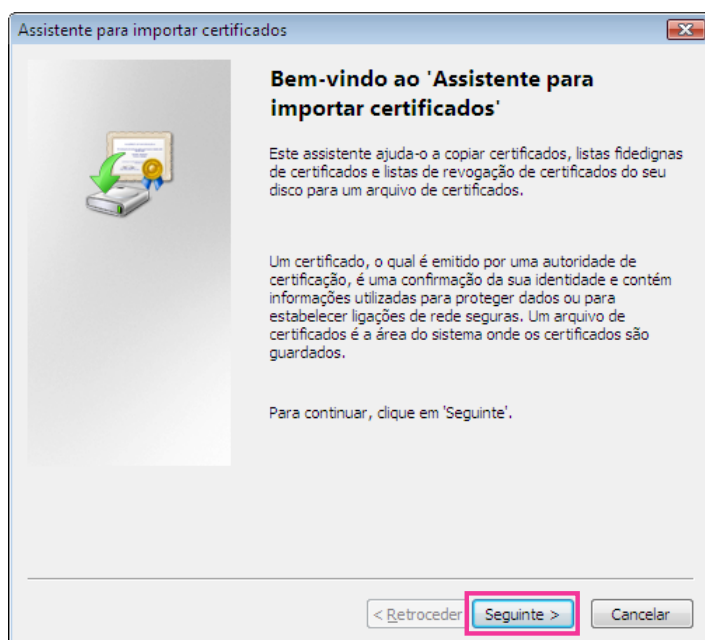 Assistente para importar certificados
Bem-vindo ao 'Assistente para
importar certificados'
Este assistente ajuda-o a copiar certificados, listas fidedignas
de certificados e listas de revogação de certificados do seu
disco para um arquivo de certificados.
Um certificado, o qual é emitido por uma autoridade de
certificação, é uma confirmação da sua identidade e contém
informações utilizadas para proteger dados ou para
estabelecer ligações de rede seguras. Um arquivo de
certificados é a área do sistema onde os certificados são
guardados.
Para continuar, clique em 'Seguinte'.
< Retroceder Seguinte > Cancelar